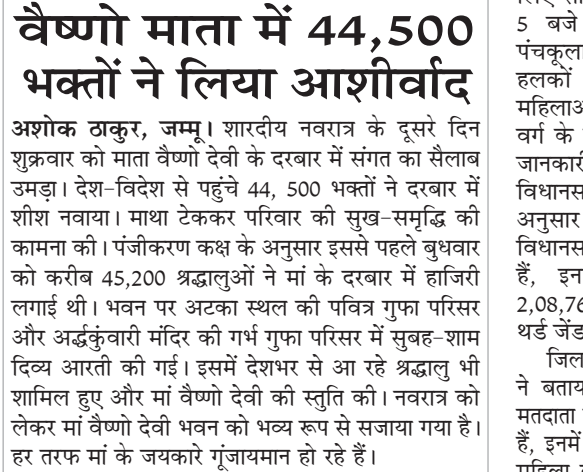 वैष्णो माता में 44,500
भक्तों ने लिया आशीर्वाद
अशोक ठाकुर, जम्मू। शारदीय नवरात्र के दूसरे दिन
शुक्रवार को माता वैष्णो देवी के दरबार में संगत का सैलाब
उमड़ा। देश-विदेश से पहुंचे 44, 500 भक्तों ने दरबार में
शीश नवाया। माथा टेककर परिवार की सुख-समृद्धि की
कामना की। पंजीकरण कक्ष के अनुसार इससे पहले बुधवार
को करीब 45,200 श्रद्धालुओं ने मां के दरबार में हाजिरी
लगाई थी। भवन पर अटका स्थल की पवित्र गुफा परिसर
और अर्द्धकुंवारी मंदिर की गर्भ गुफा परिसर में सुबह-शाम
दिव्य आरती की गई। इसमें देशभर से आ रहे श्रद्धालु भी
शामिल हुए और मां वैष्णो देवी की स्तुति की। नवरात्र को
लेकर मां वैष्णो देवी भवन को भव्य रूप से सजाया गया है।
हर तरफ मां के जयकारे गूंजायमान हो रहे हैं।
5 बजे
पंचकूला
हलकों
वर्ग के
अनुसार
हैं, इन
2,08,76
थर्ड जेंड
जिल
ने बताय
मतदाता
हैं, इनमें